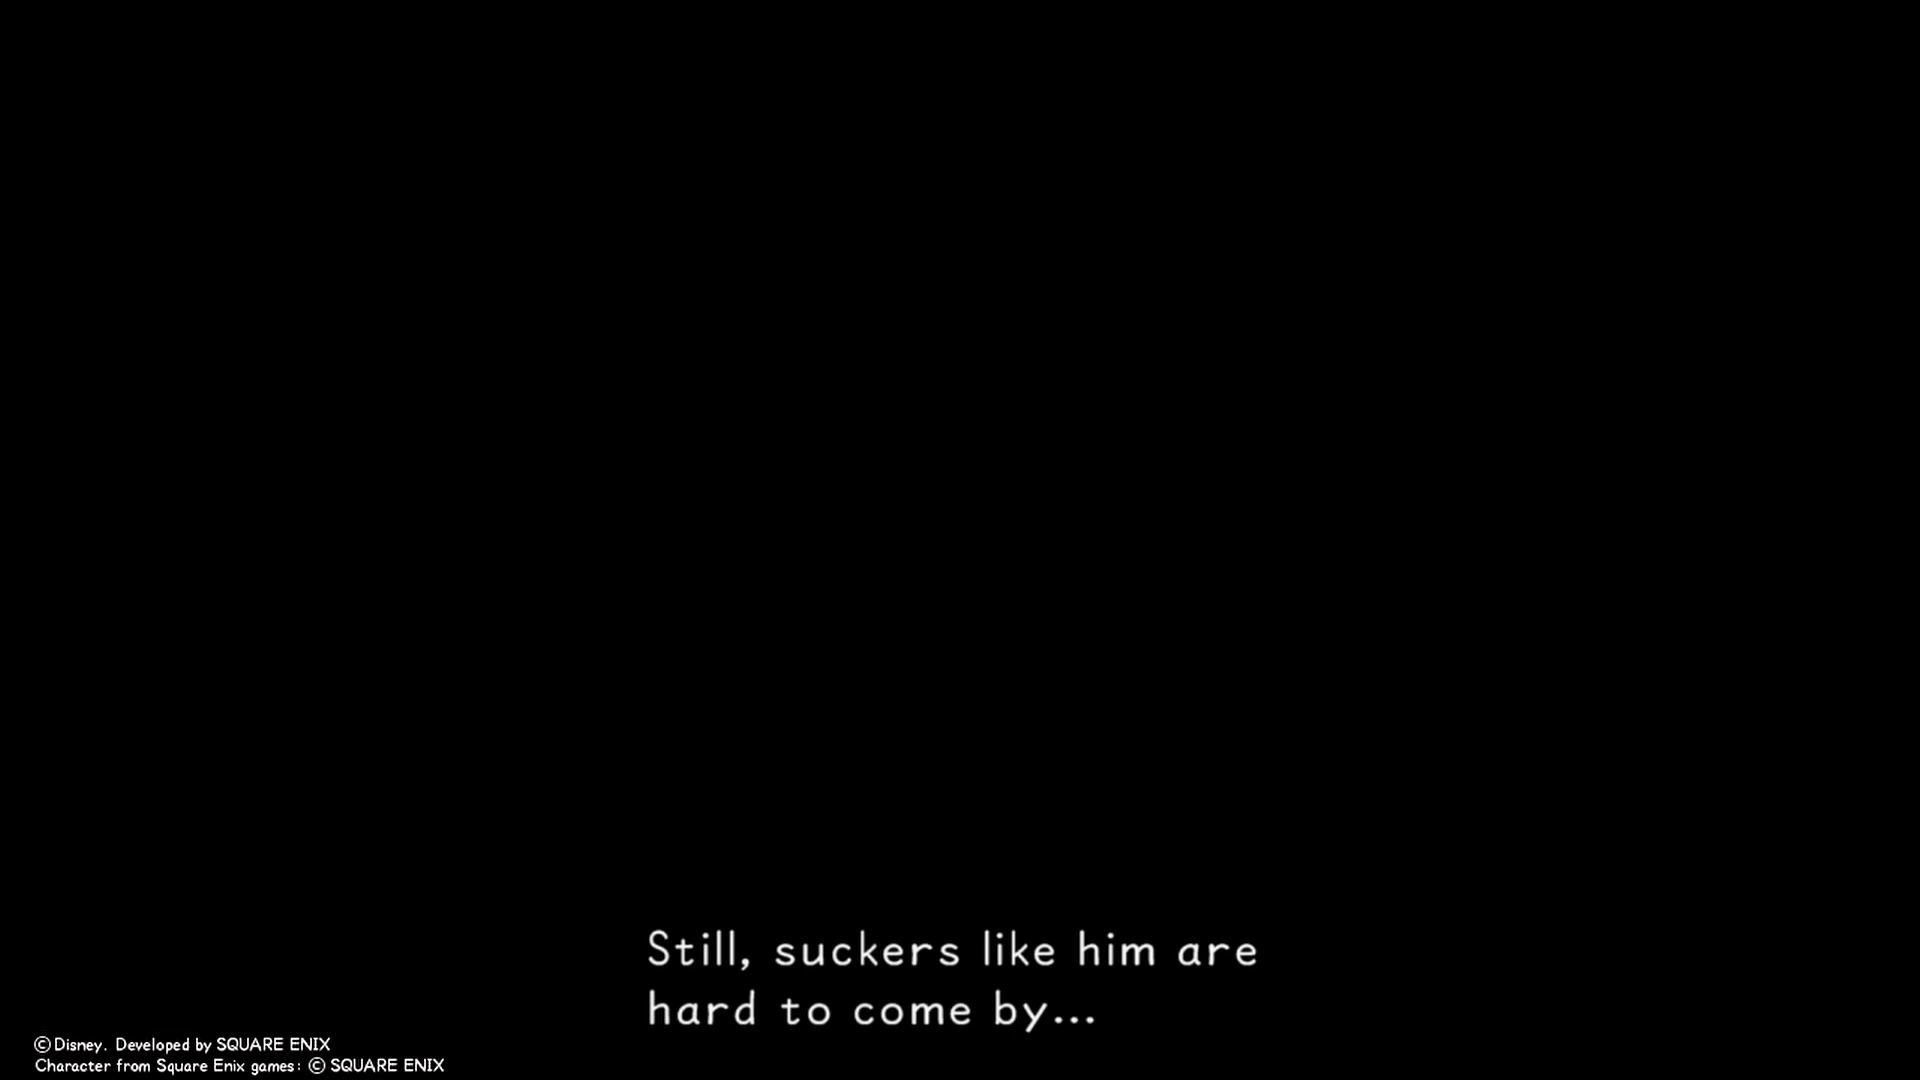 Still, suckers like him are
hard to come by...
©Disney. Developed by SQUARE ENIX
Character from Square Enix games: © SQUARE ENIX